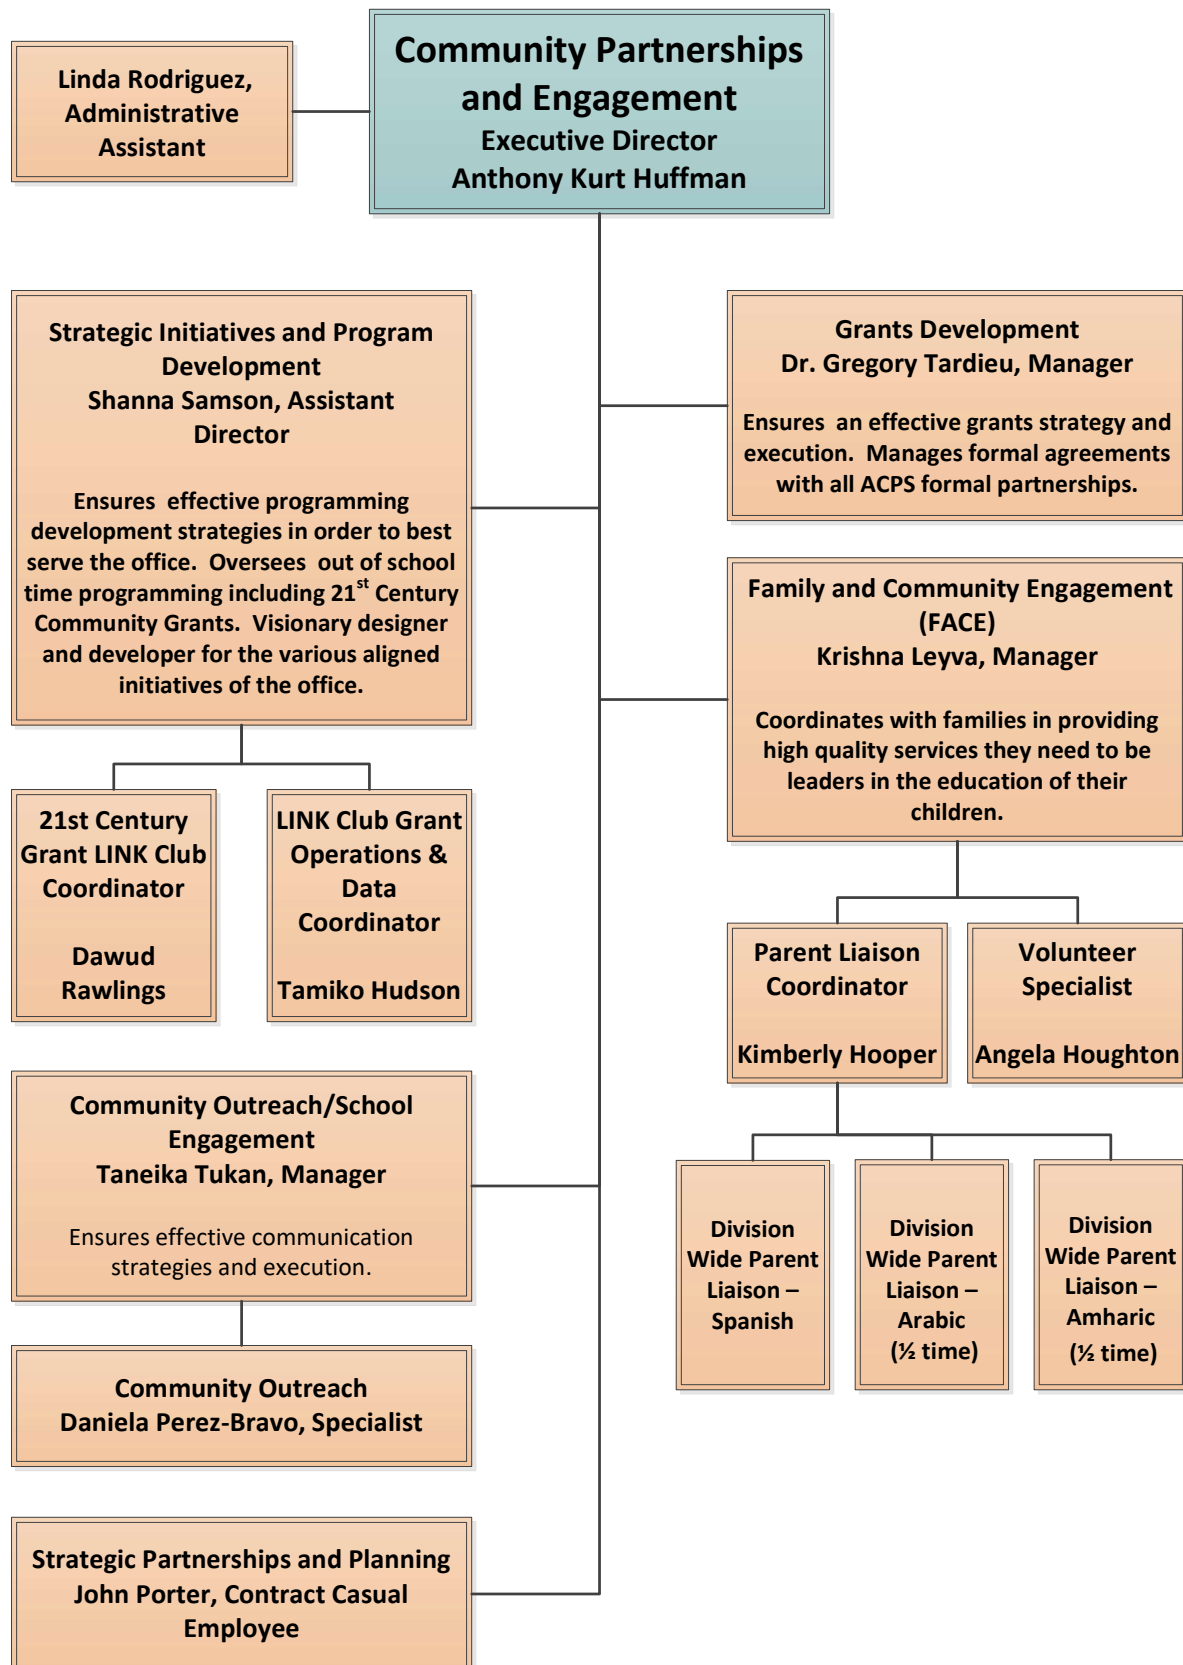 Linda Rodriguez,
Administrative
Assistant
Community Partnerships
and Engagement
Executive Director
Anthony Kurt Huffman
Strategic Initiatives and Program
Development
Shanna Samson, Assistant
Director
Ensures effective programming
development strategies in order to best
serve the office. Oversees out of school
time programming including 21st Century
Community Grants. Visionary designer
and developer for the various aligned
initiatives of the office.
Grants Development
Dr. Gregory Tardieu, Manager
Ensures an effective grants strategy and
execution. Manages formal agreements
with all ACPS formal partnerships.
Family and Community Engagement
(FACE)
Krishna Leyva, Manager
Coordinates with families in providing
high quality services they need to be
leaders in the education of their
children.
21st Century
Grant LINK Club
Coordinator
Dawud
Rawlings
LINK Club Grant
Operations &
Data
Coordinator
Tamiko Hudson
Parent Liaison
Coordinator
Kimberly Hooper
Volunteer
Specialist
Angela Houghton
Community Outreach/School
Engagement
Taneika Tukan, Manager
Ensures effective communication
strategies and execution.
Division
Wide Parent
Liaison –
Spanish
Division
Wide Parent
Liaison –
Arabic
(½ time)
Division
Wide Parent
Liaison –
Amharic
(½ time)
Community Outreach
Daniela Perez-Bravo, Specialist
Strategic Partnerships and Planning
John Porter, Contract Casual
Employee